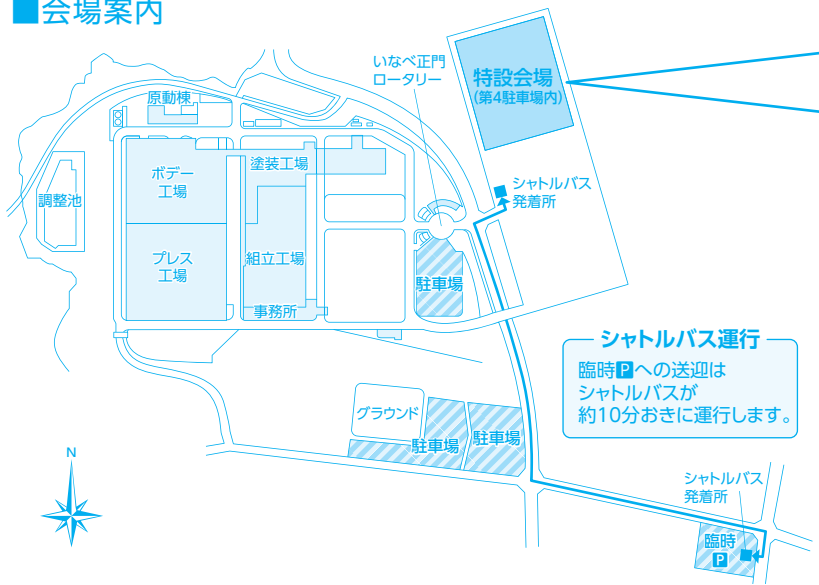 ■会場案内
いなべ正門
ロータリー
特設会場
(第4駐車場内)
原動棟
ボデー
工場
塗装工場
シャトルバス
発着所
調整池
プレス
工場
組立工場
駐車場
事務所
シャトルバス運行
臨時Pへの送迎は
シャトルバスが
約10分おきに運行します。
グラウンド
駐車場
駐車場
N
シャトルバス
発着所
臨時
P